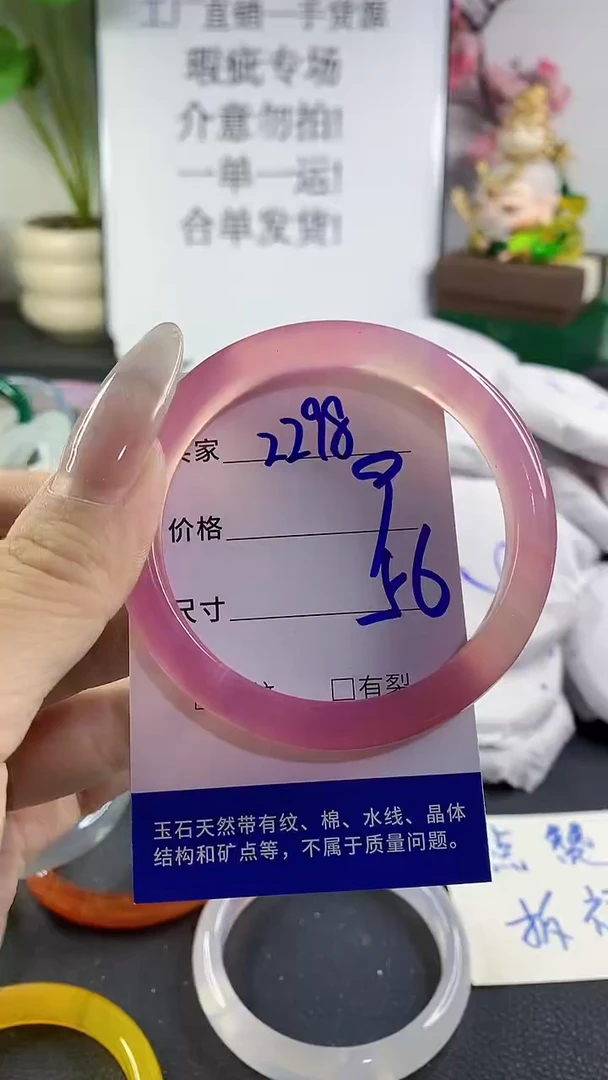 工厂直销一手货源
瑕疵专场
介意勿拍!
一单一运!
合单发货!
家 2298
价格
尺寸 56
□有裂
玉石天然带有纹、棉、水线、晶体
结构和矿点等，不属于质量问题。
点
拆